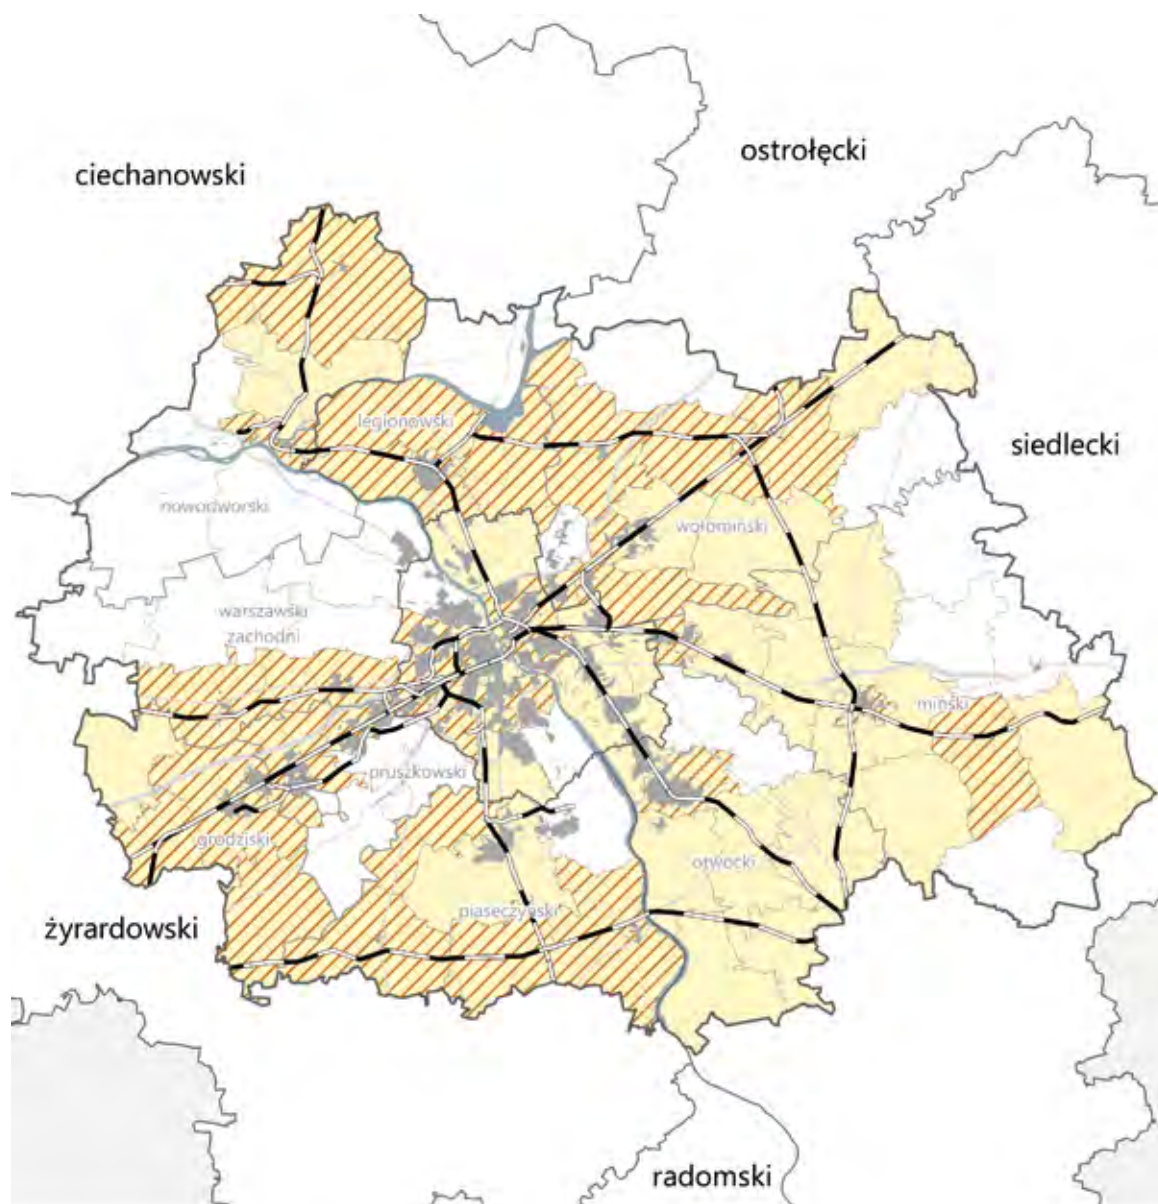 ostrołęcki
ciechanowski
legionowski
siedlecki
nowodworski
wołomiński
warszawski
zachodni
miński
pruszkowski
grodziski
otwocki
piaseczyński
żyrardowski
radomski